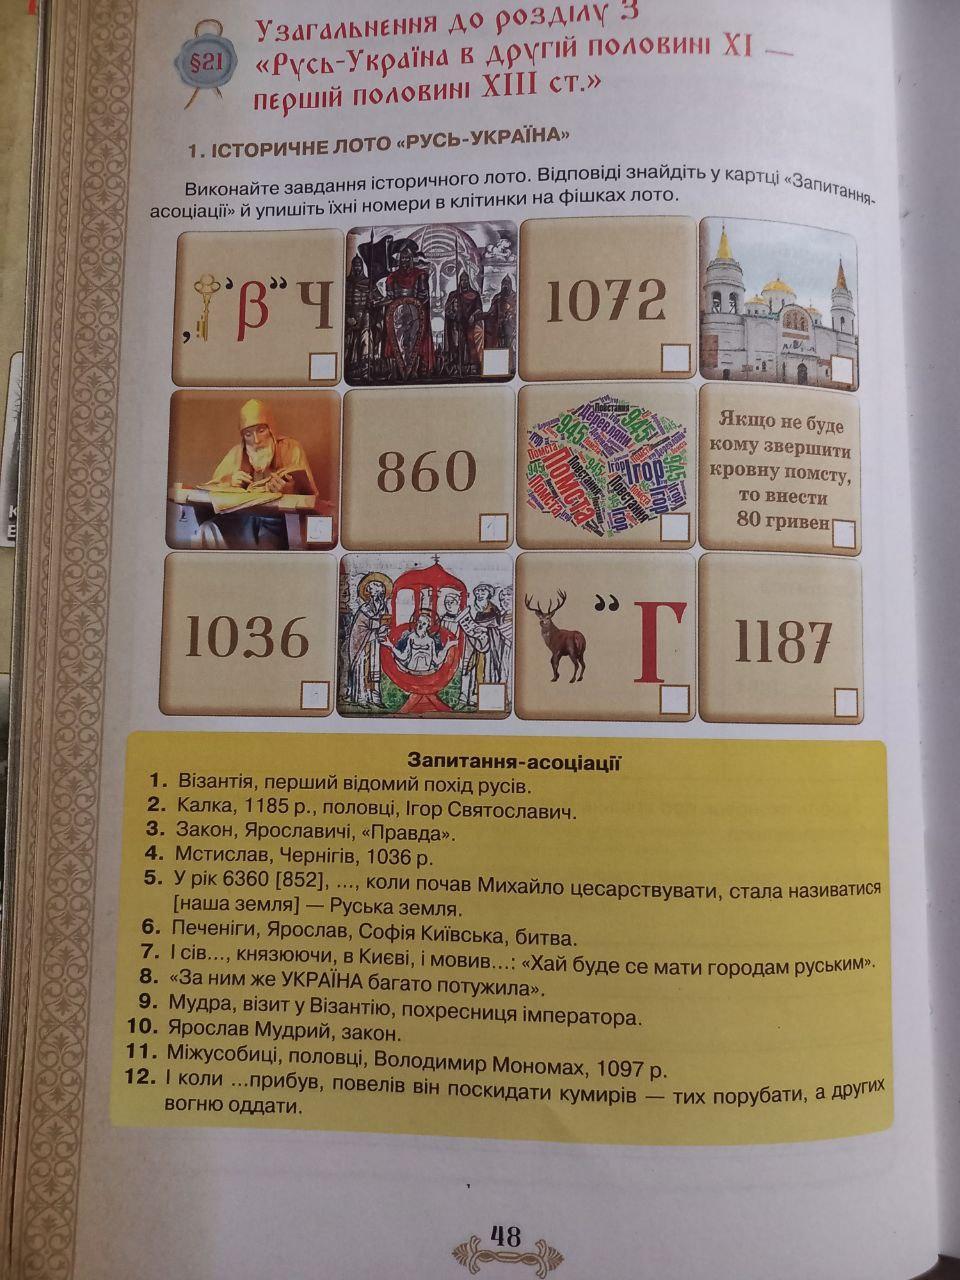 §21
Узагальнення до розділу 3
«Русь-Україна в другій половині XI —
першій половині XIII ст.»
1. ІСТОРИЧНЕ ЛОТО «РУСЬ-УКРАЇНА»
Виконайте завдання історичного лото. Відповіді знайдіть у картці «Запитання-
асоціації» й упишіть їхні номери в клітинки на фішках лото.
, ’ β “ Ч
1072
860
Повстання
945
Деревляни
Ігор
Помста
Якщо не буде
кому звершити
кровну помсту,
то внести
80 гривен
1036
“ Г
1187
Запитання-асоціації
1. Візантія, перший відомий похід русів.
2. Калка, 1185 р., половці, Ігор Святославич.
3. Закон, Ярославичі, «Правда».
4. Мстислав, Чернігів, 1036 р.
5. У рік 6360 [852], ..., коли почав Михайло цесарствувати, стала називатися
[наша земля] — Руська земля.
6. Печеніги, Ярослав, Софія Київська, битва.
7. І сів..., князюючи, в Києві, і мовив...: «Хай буде се мати городам руським».
8. «За ним же УКРАЇНА багато потужила».
9. Мудра, візит у Візантію, похресниця імператора.
10. Ярослав Мудрий, закон.
11. Міжусобиці, половці, Володимир Мономах, 1097 р.
12. І коли ...прибув, повелів він поскидати кумирів — тих порубати, а других
вогню оддати.
48